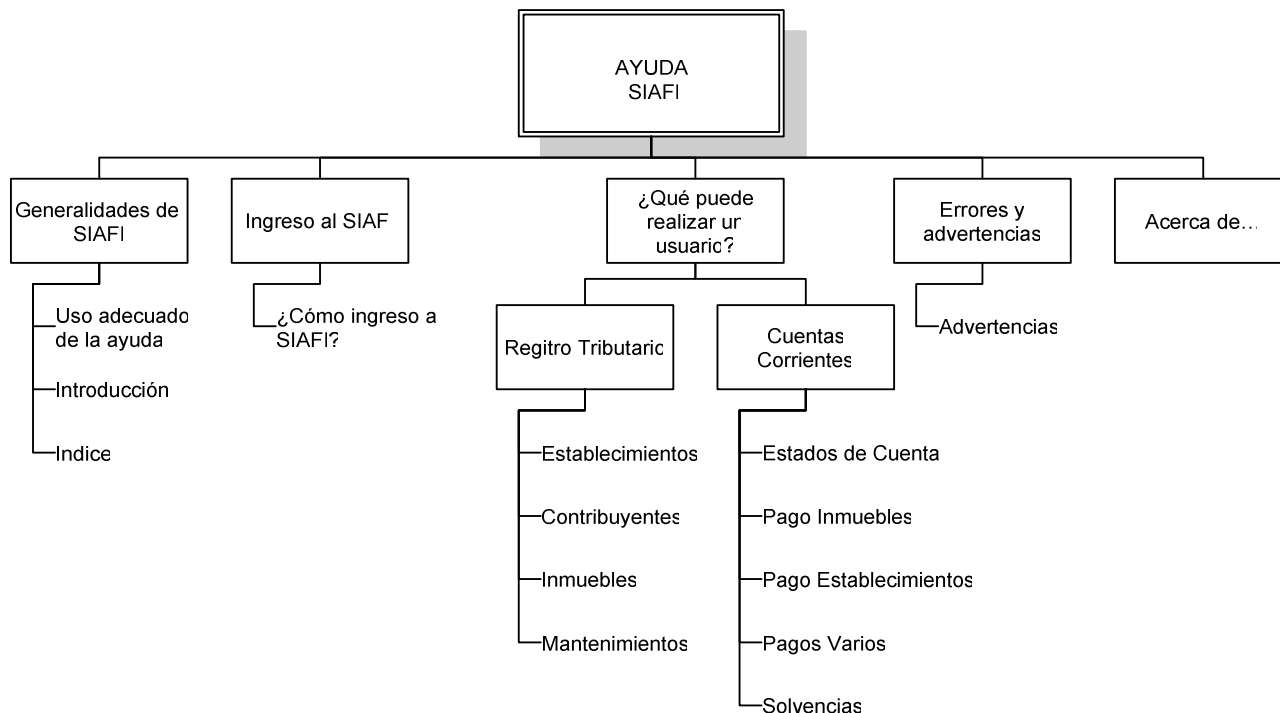 AYUDA
SIAFI
Generalidades de
SIAFI
Ingreso al SIAF
¿Qué puede
realizar un
usuario?
Errores y
advertencias
Acerca de...
Uso adecuado
de la ayuda
Introducción
Indice
¿Cómo ingreso a
SIAFI?
Regitro Tributario
Cuentas
Corrientes
Advertencias
Establecimientos
Contribuyentes
Inmuebles
Mantenimientos
Estados de Cuenta
Pago Inmuebles
Pago Establecimientos
Pagos Varios
Solvencias